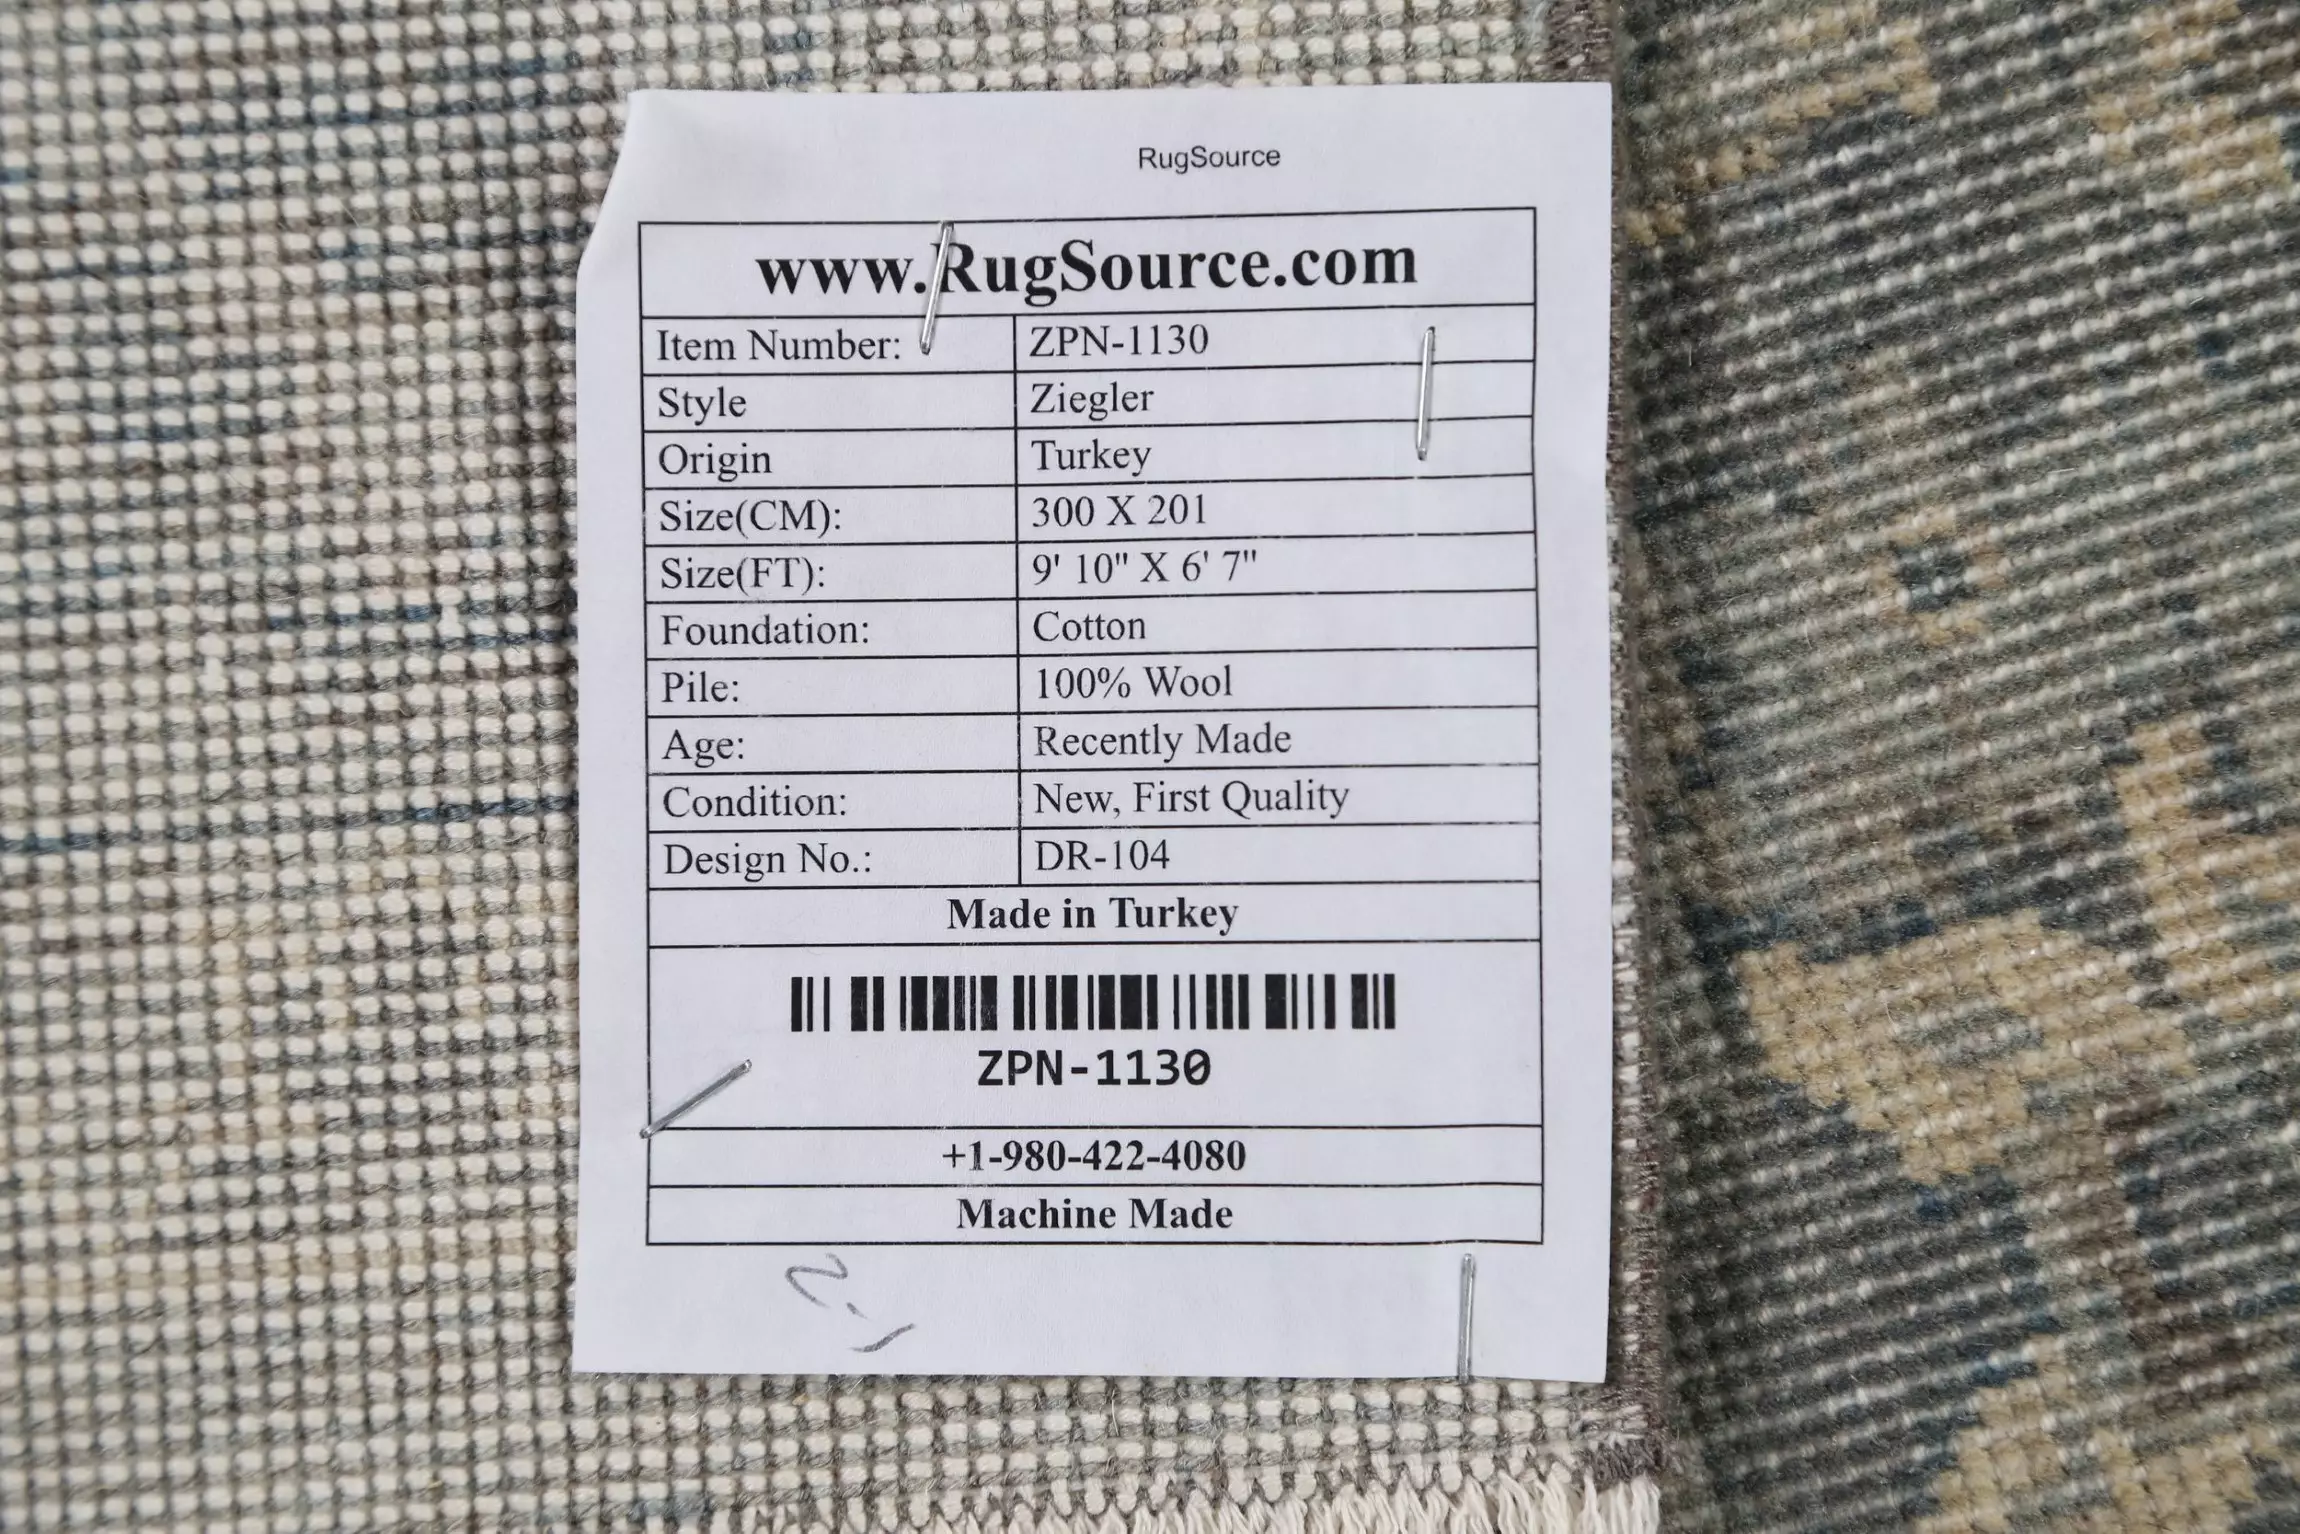 RugSource
www.RugSource.com
Item Number: ZPN-1130
Style Ziegler
Origin Turkey
Size(CM): 300 X 201
Size(FT): 9' 10" X 6' 7"
Foundation: Cotton
Pile: 100% Wool
Age: Recently Made
Condition: New, First Quality
Design No.: DR-104
Made in Turkey
ZPN-1130
+1-980-422-4080
Machine Made